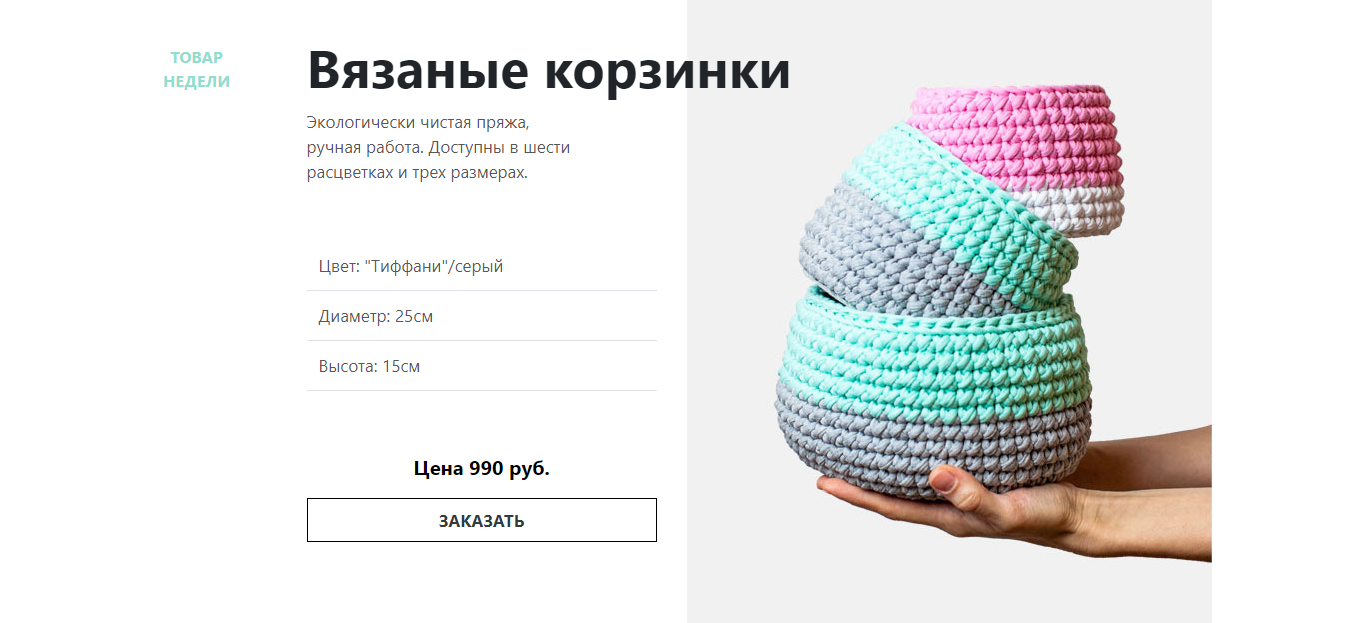 ТОВАР
НЕДЕЛИ
Вязаные корзинки
Экологически чистая пряжа,
ручная работа. Доступны в шести
расцветках и трех размерах.
Цвет: "Тиффани"/серый
Диаметр: 25см
Высота: 15см
Цена 990 руб.
ЗАКАЗАТЬ